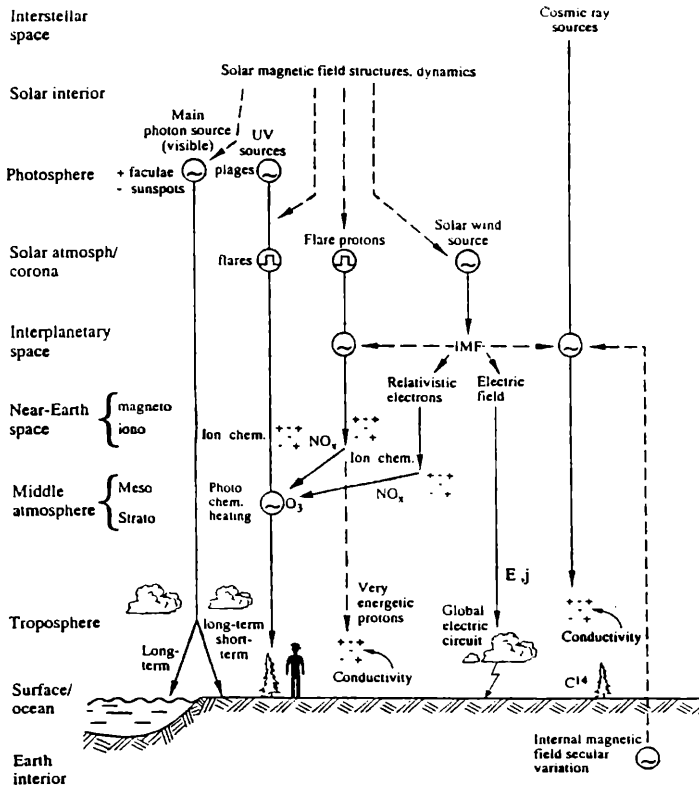 Interstellar
space
Cosmic ray
sources
Solar magnetic field structures, dynamics
Solar interior
Main
photon source
(visible)
UV
sources
Photosphere
+ faculae
- sunspots
plages
Solar wind
source
Flare protons
Solar atmosph/
corona
flares
Interplanetary
space
IMF
Relativistic
electrons
Electric
field
Near-Earth
space
magneto
iono
Ion chem.
NOx
Ion chem.
Middle
atmosphere
Meso
Strato
Photo
chem.
heating
O3
NOx
E, j
Very
energetic
protons
Global
electric
circuit
Troposphere
long-term
short-
term
Long-
term
Conductivity
Conductivity
C14
Surface/
ocean
Internal magnetic
field secular
variation
Earth
interior